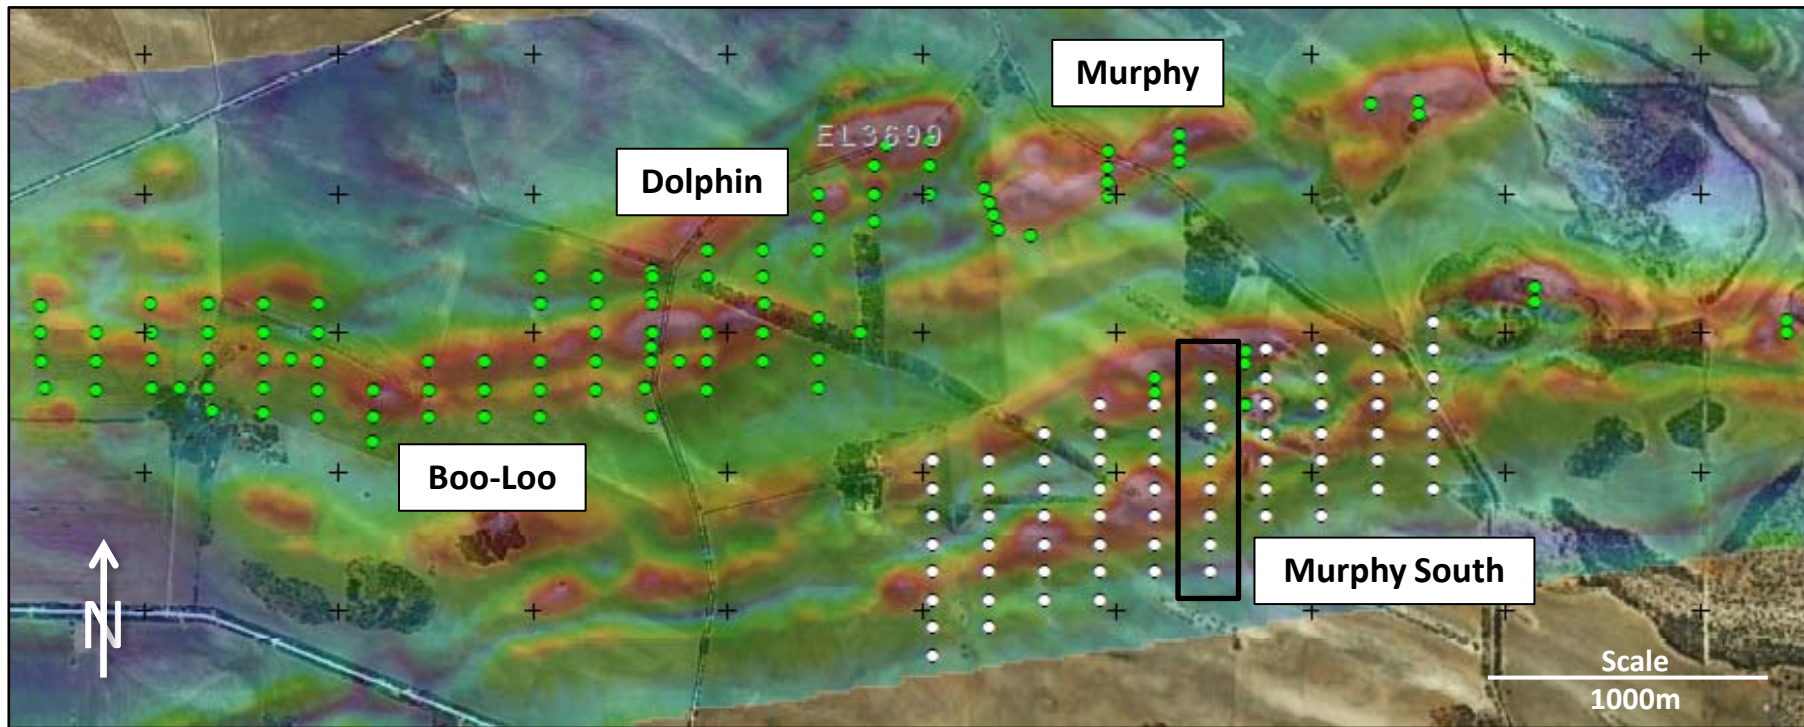 Murphy
EL3699
Dolphin
Boo-Loo
Murphy South
N
Scale
1000m